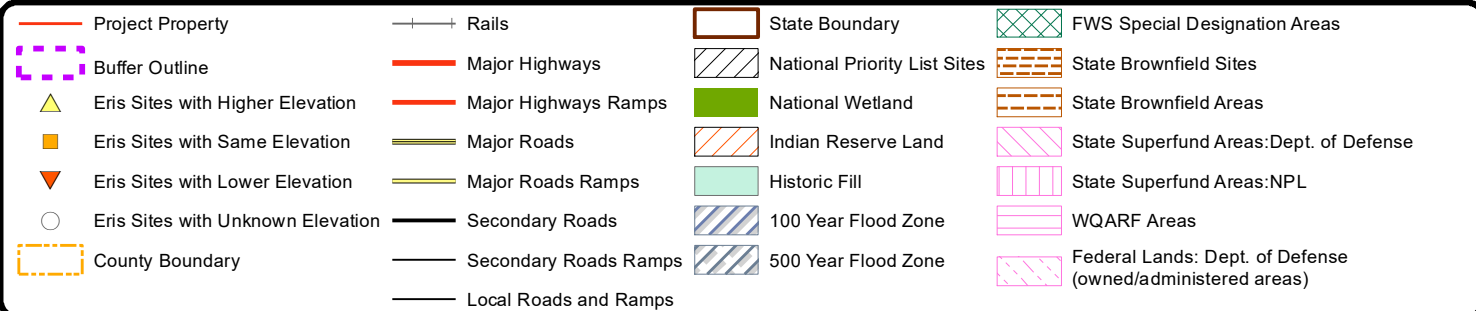 Project Property
Buffer Outline
Eris Sites with Higher Elevation
Eris Sites with Same Elevation
Eris Sites with Lower Elevation
Eris Sites with Unknown Elevation
County Boundary
Rails
Major Highways
Major Highways Ramps
Major Roads
Major Roads Ramps
Secondary Roads
Secondary Roads Ramps
Local Roads and Ramps
State Boundary
National Priority List Sites
National Wetland
Indian Reserve Land
Historic Fill
100 Year Flood Zone
500 Year Flood Zone
FWS Special Designation Areas
State Brownfield Sites
State Brownfield Areas
State Superfund Areas:Dept. of Defense
State Superfund Areas:NPL
WQARF Areas
Federal Lands: Dept. of Defense
(owned/administered areas)